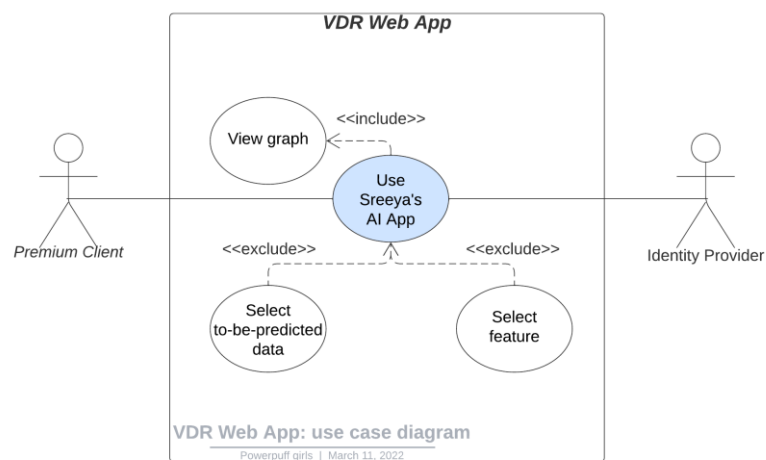 VDR Web App
<<include>>
View graph
Use
Sreeya's
AI App
Premium Client
Identity Provider
<<exclude>>
<<exclude>>
Select
to-be-predicted
data
Select
feature
VDR Web App: use case diagram
Powerpuff girls | March 11, 2022